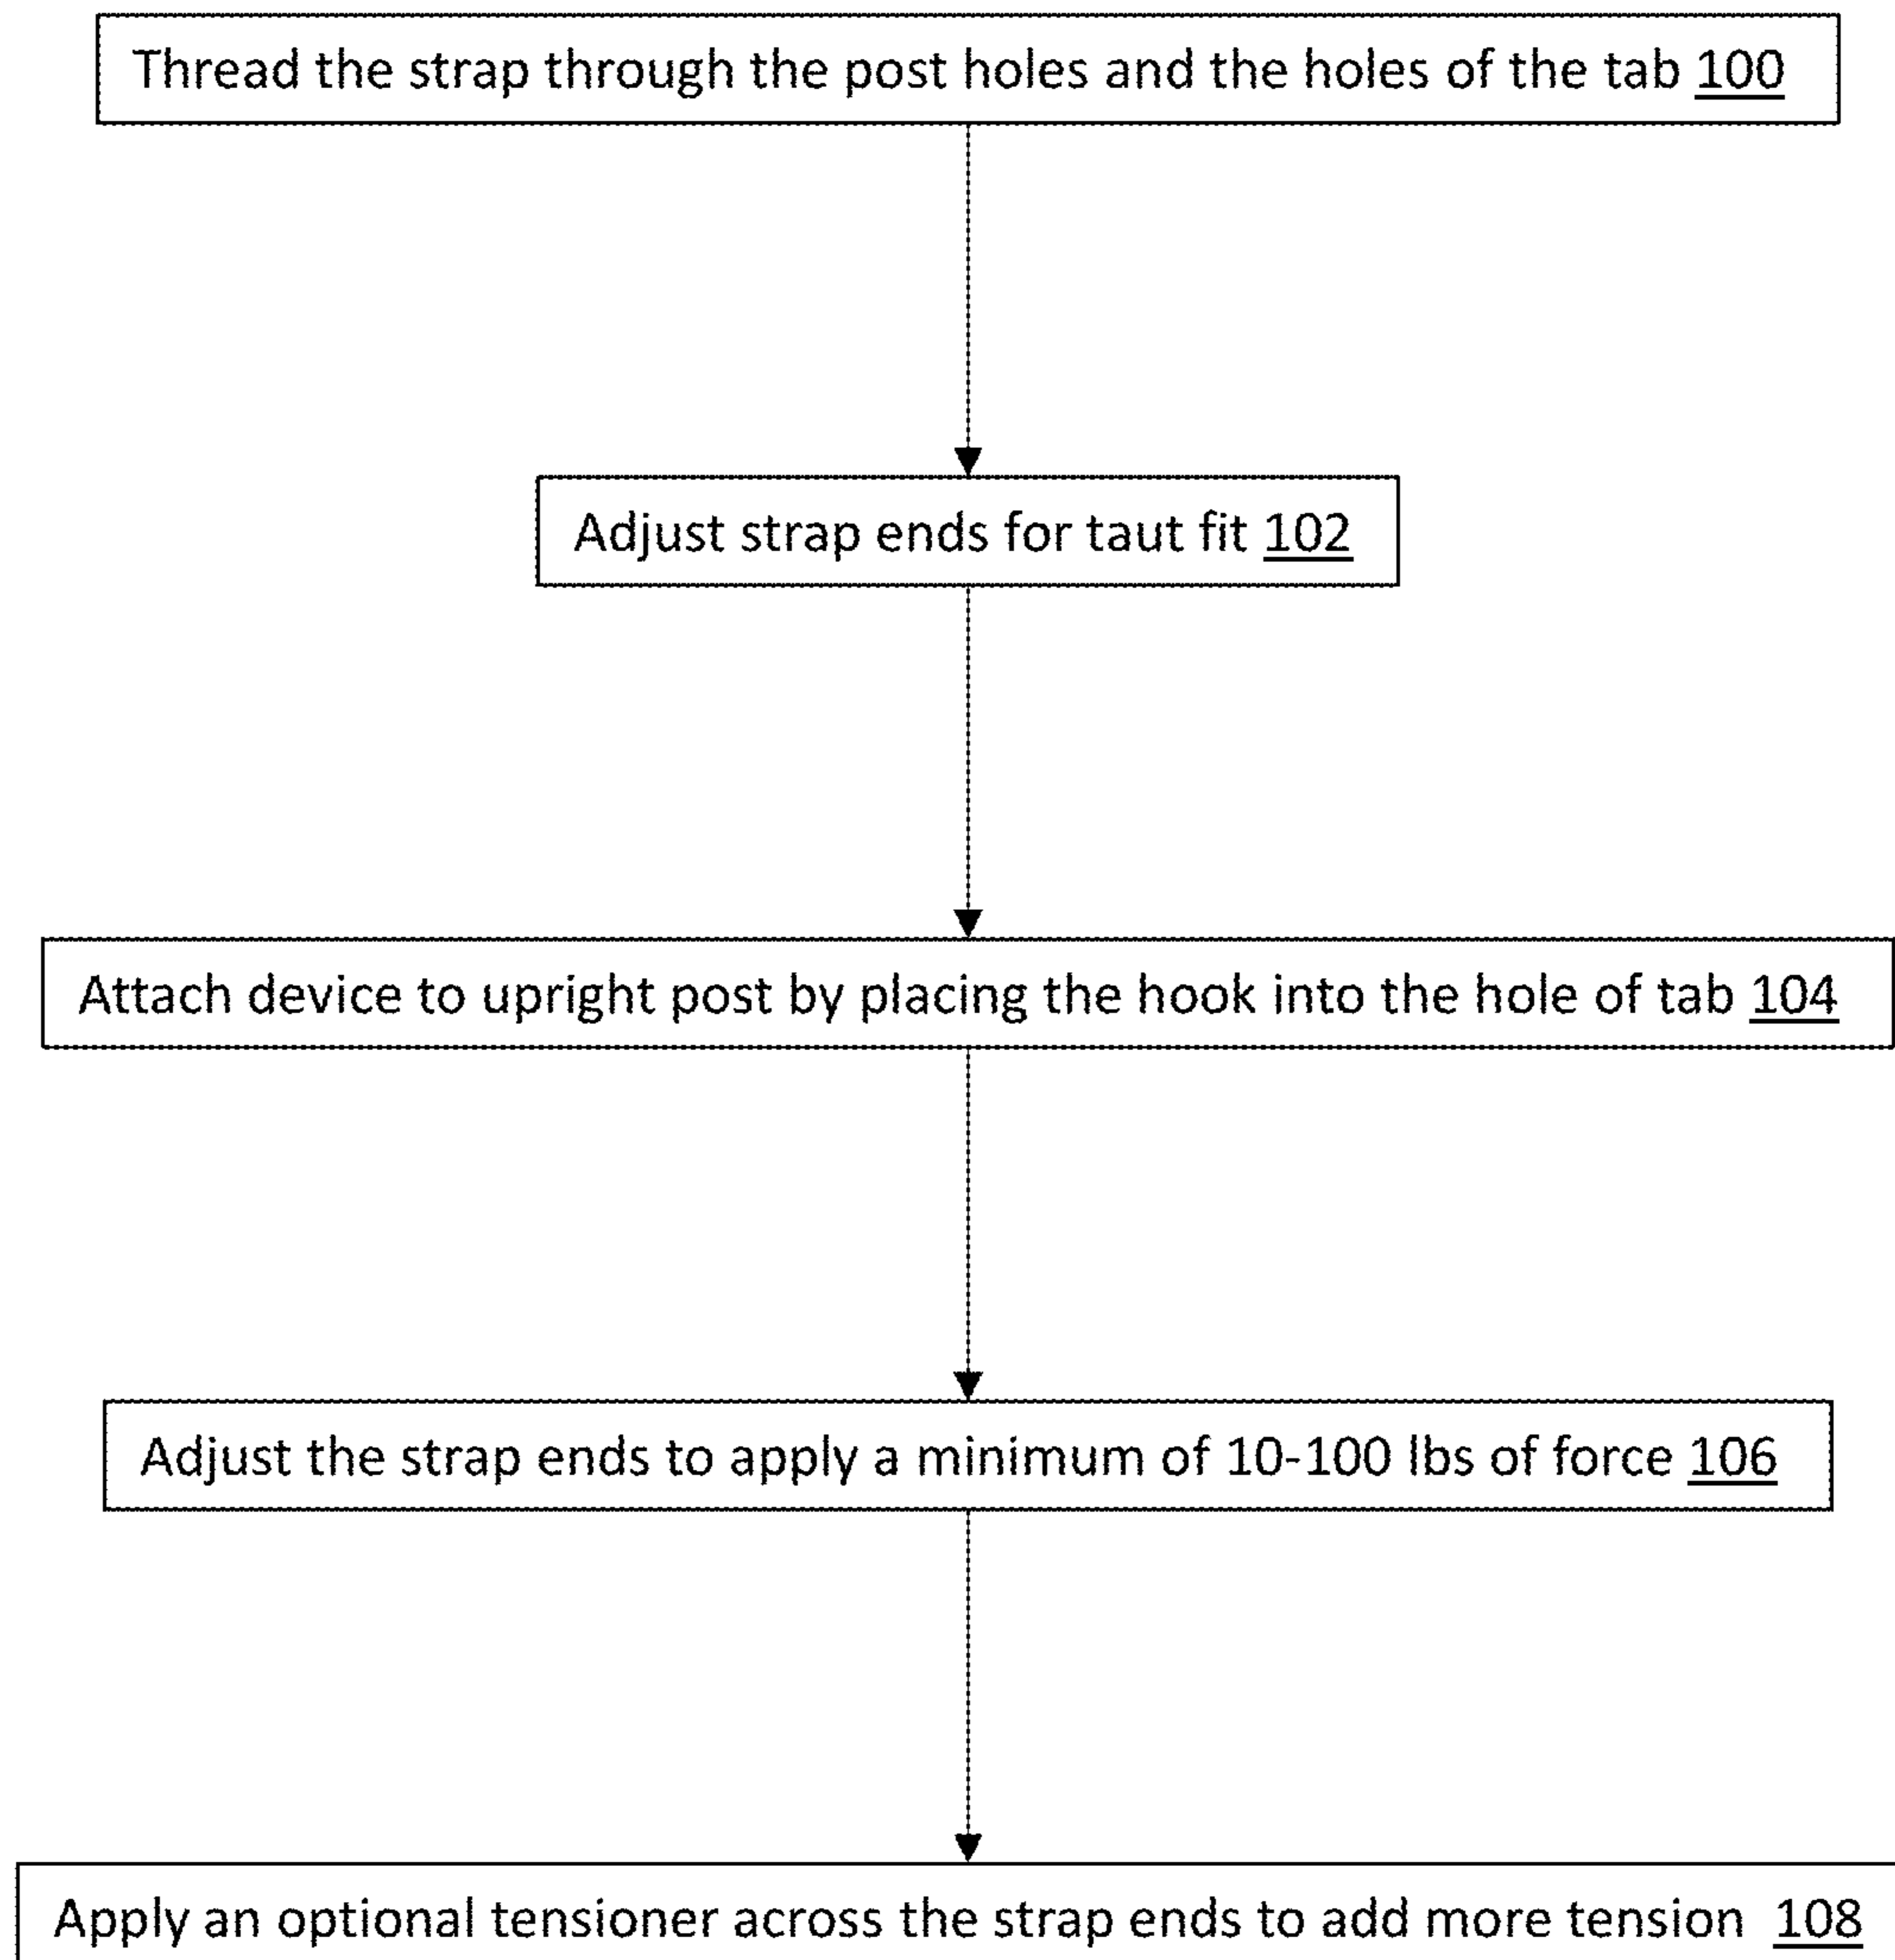 Thread the strap through the post holes and the holes of the tab 100
Adjust strap ends for taut fit 102
Attach device to upright post by placing the hook into the hole of tab 104
Adjust the strap ends to apply a minimum of 10-100 lbs of force 106
Apply an optional tensioner across the strap ends to add more tension 108